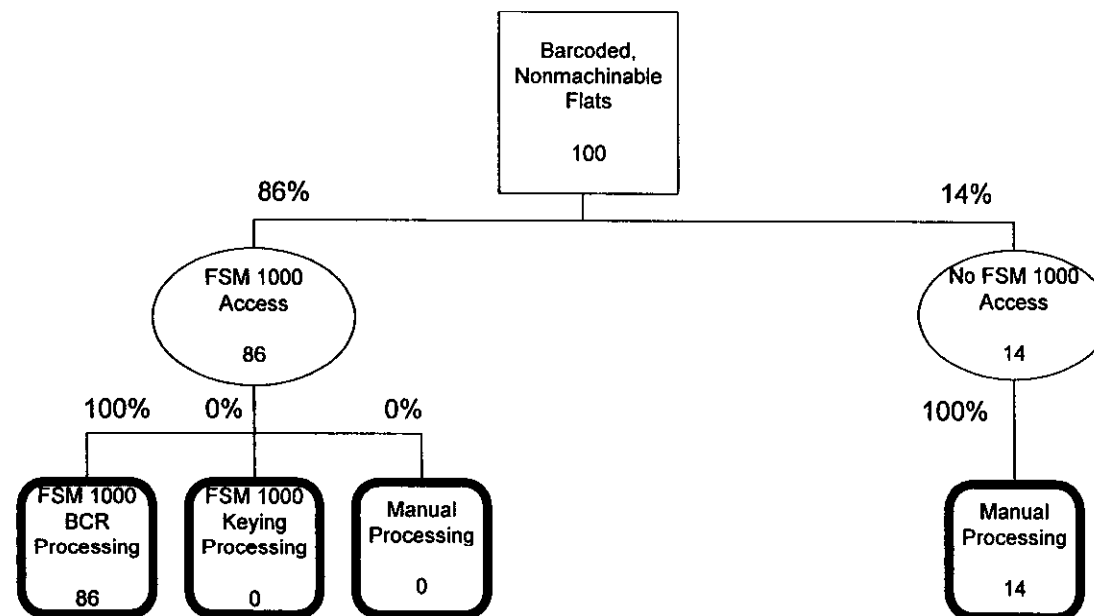 Barcoded,
Nonmachinable
Flats
100
86%
14%
FSM 1000
Access
86
No FSM 1000
Access
14
100%
0%
0%
100%
FSM 1000
BCR
Processing
86
FSM 1000
Keying
Processing
0
Manual
Processing
0
Manual
Processing
14